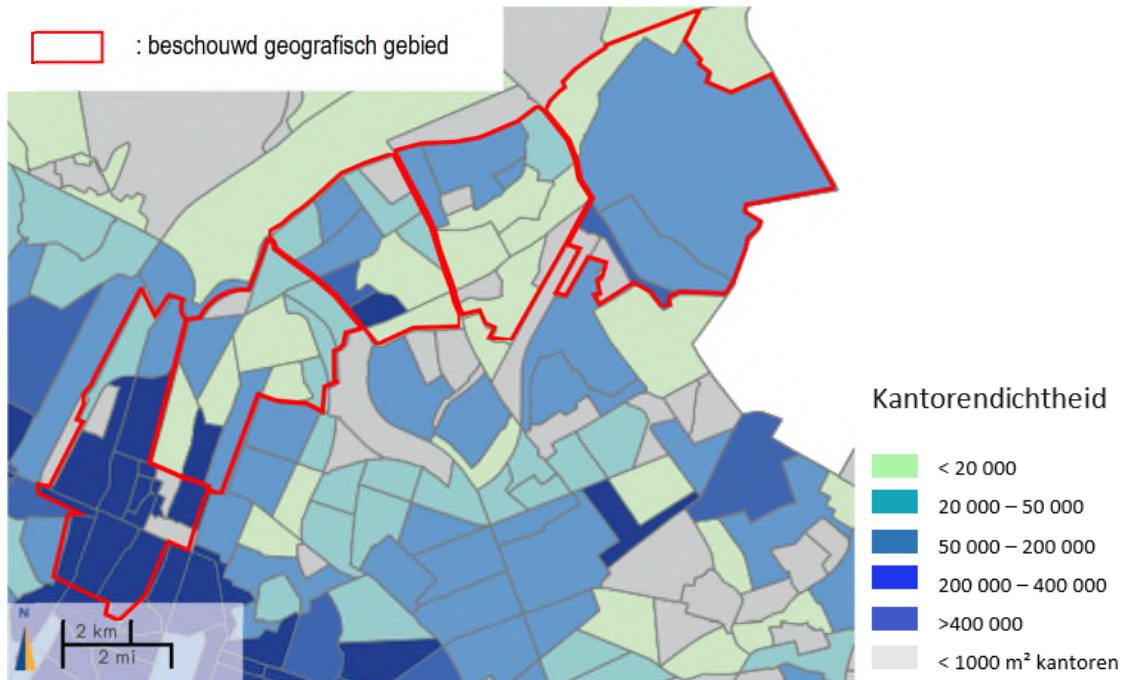 : beschouwd geografisch gebied
Kantorendichtheid
< 20 000
20 000 – 50 000
50 000 – 200 000
200 000 – 400 000
>400 000
< 1000 m² kantoren
N
2 km
2 mi